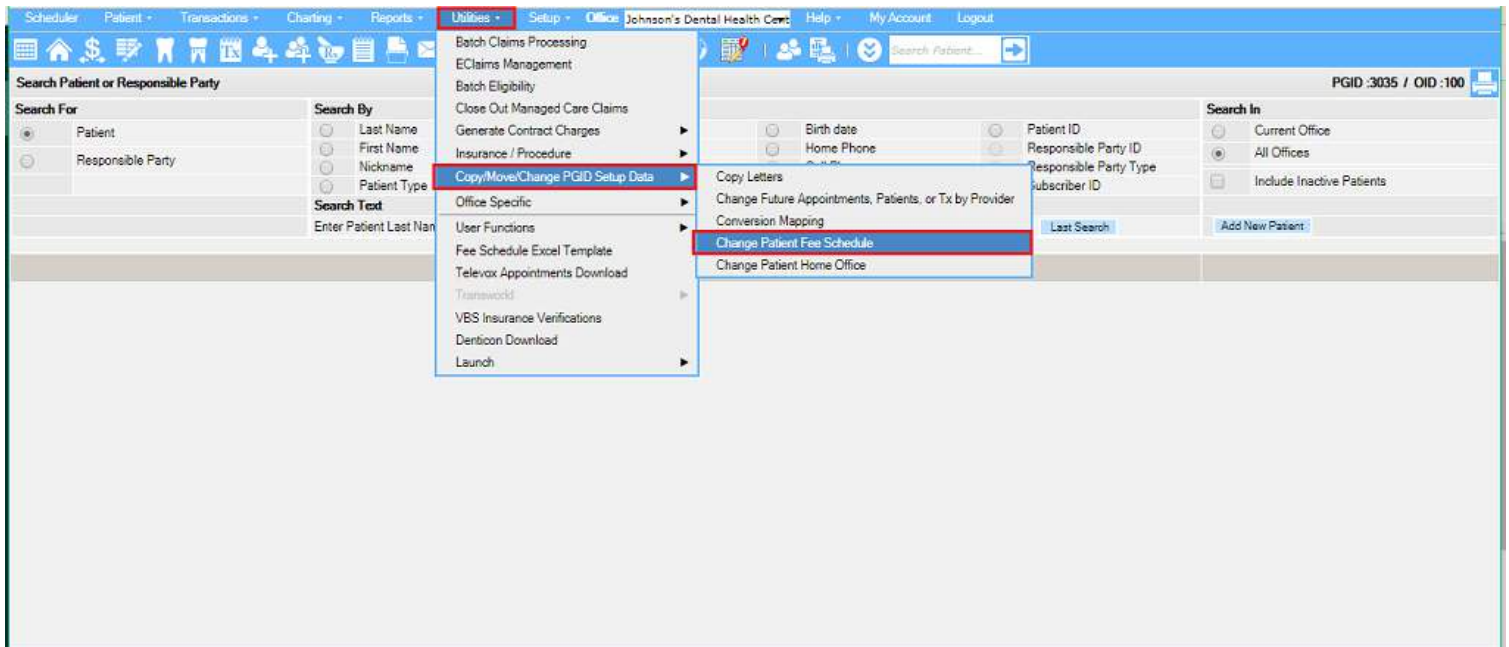 Scheduler Patient Transactions Charting Reports Utilities Setup Office Johnson's Dental Health Cent Help My Account Logout
TX Rx Search Patient...
Search Patient or Responsible Party PGID :3035 / OID :100
Search For Search By Search In
Patient Last Name Birth date Patient ID Current Office
First Name Home Phone Responsible Party ID
Responsible Party Nickname Responsible Party Type All Offices
Patient Type Subscriber ID Include Inactive Patients
Search Text
Enter Patient Last Nam Last Search Add New Patient
Batch Claims Processing
EClaims Management
Batch Eligibility
Close Out Managed Care Claims
Generate Contract Charges
Insurance / Procedure
Copy/Move/Change PGID Setup Data
Office Specific
User Functions
Fee Schedule Excel Template
Televox Appointments Download
Transworld
VBS Insurance Verifications
Denticon Download
Launch
Copy Letters
Change Future Appointments, Patients, or Tx by Provider
Conversion Mapping
Change Patient Fee Schedule
Change Patient Home Office